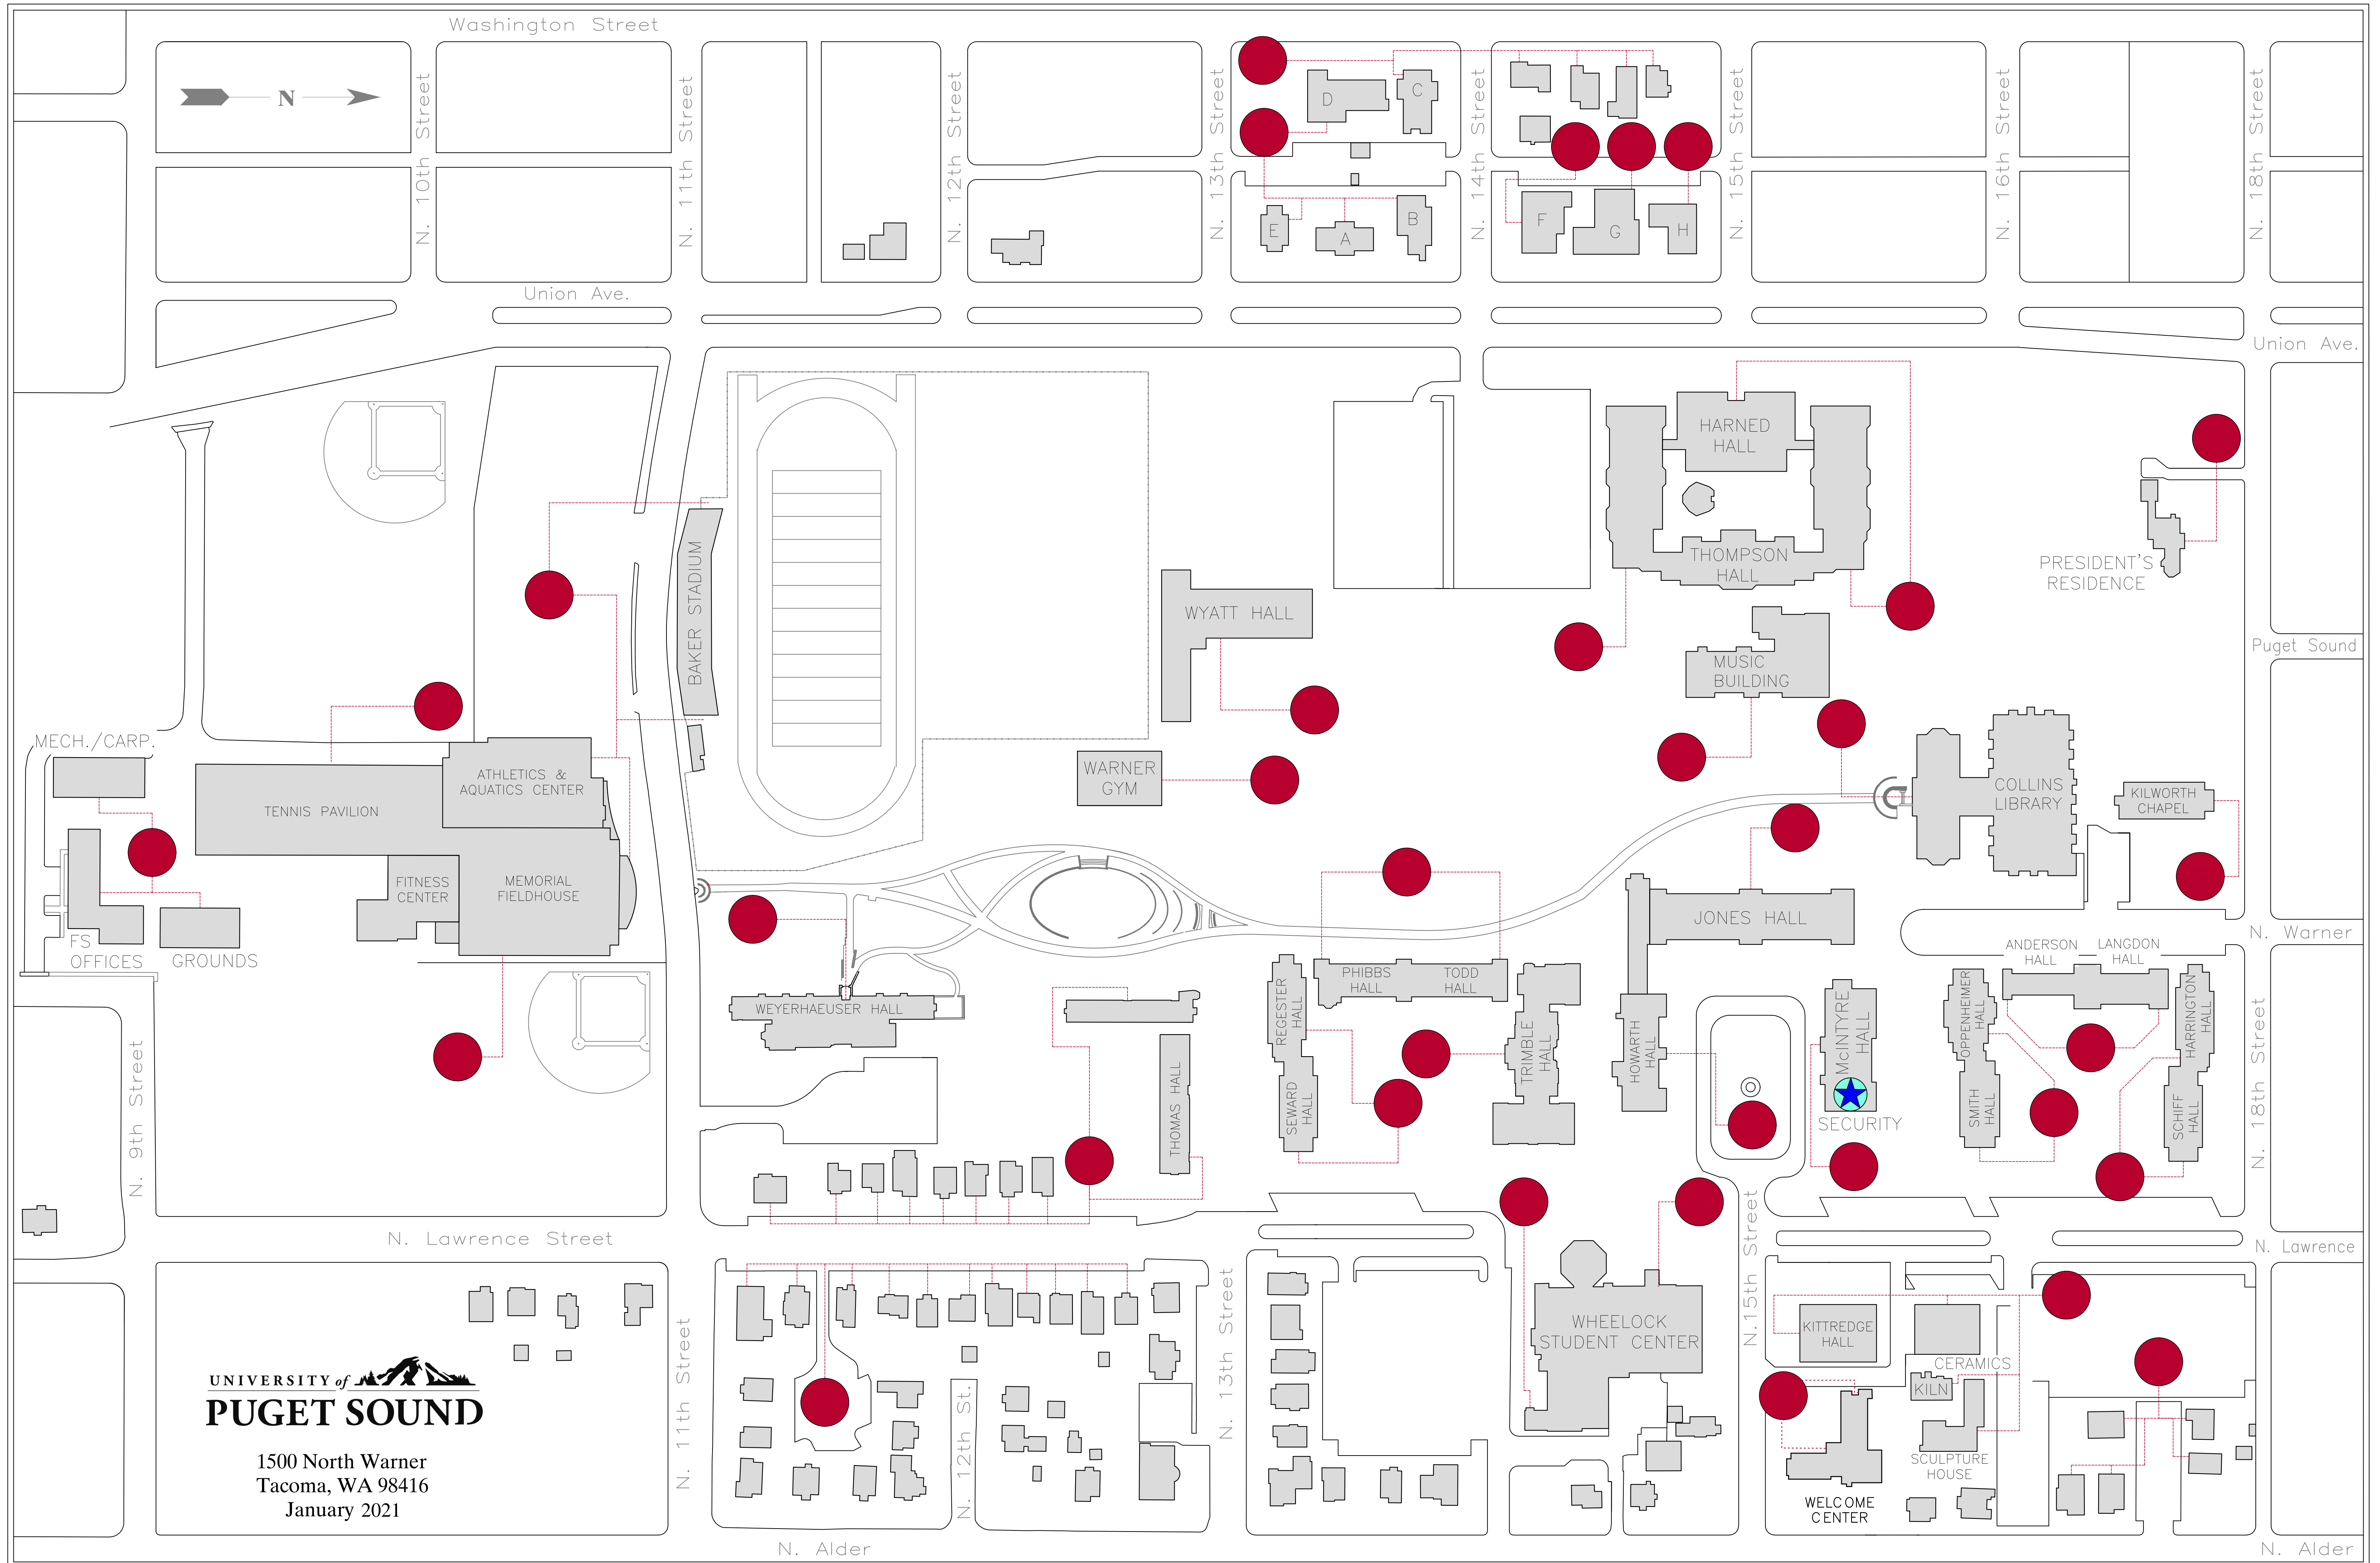 Washington Street
N
N. 10th Street
N. 11th Street
N. 12th Street
N. 13th Street
N. 14th Street
N. 15th Street
N. 16th Street
N. 18th Street
D
C
E
A
B
F
G
H
Union Ave.
Union Ave.
HARNED
HALL
THOMPSON
HALL
PRESIDENT'S
RESIDENCE
BAKER STADIUM
WYATT HALL
MUSIC
BUILDING
Puget Sound
MECH./CARP.
TENNIS PAVILION
ATHLETICS &
AQUATICS CENTER
WARNER
GYM
COLLINS
LIBRARY
KILWORTH
CHAPEL
FITNESS
CENTER
MEMORIAL
FIELDHOUSE
FS
OFFICES
GROUNDS
JONES HALL
N. Warner
ANDERSON
HALL
LANGDON
HALL
WEYERHAEUSER HALL
PHIBBS
HALL
TODD
HALL
REGESTER
HALL
SEWARD
HALL
TRIMBLE
HALL
HOWARTH
HALL
McINTYRE
HALL
SECURITY
OPPENHEIMER
HALL
SMITH
HALL
HARRINGTON
HALL
SCHIFF
HALL
THOMAS HALL
N. 9th Street
N. 18th Street
N. Lawrence Street
N. Lawrence
N. 11th Street
N. 12th St.
N. 13th Street
N.15th Street
WHEELOCK
STUDENT CENTER
KITTREDGE
HALL
CERAMICS
KILN
SCULPTURE
HOUSE
WELCOME
CENTER
UNIVERSITY of
PUGET SOUND
1500 North Warner
Tacoma, WA 98416
January 2021
N. Alder
N. Alder